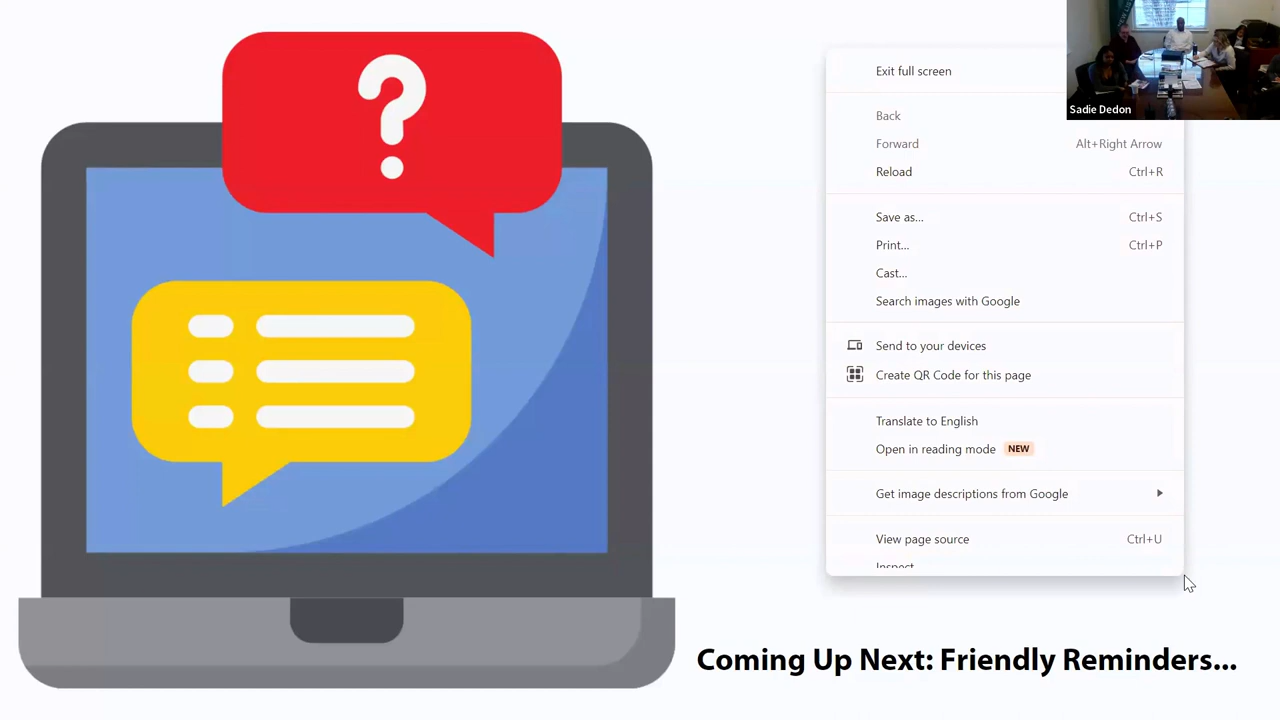 ?
Exit full screen
Back
Forward Alt+Right Arrow
Reload Ctrl+R
Save as... Ctrl+S
Print... Ctrl+P
Cast...
Search images with Google
Send to your devices
Create QR Code for this page
Translate to English
Open in reading mode NEW
Get image descriptions from Google
View page source Ctrl+U
Inspect
Sadie Dedon
Coming Up Next: Friendly Reminders...